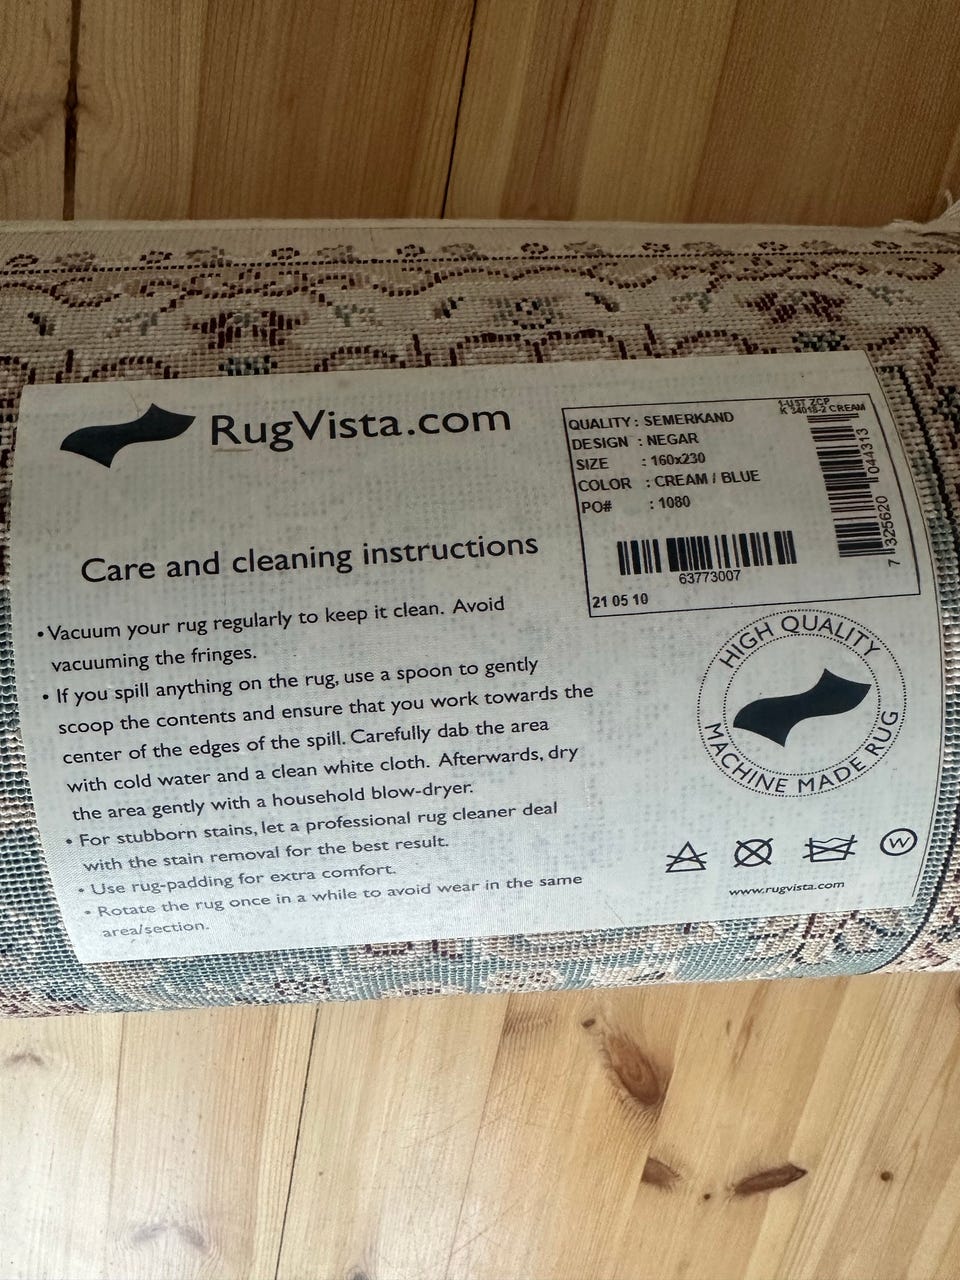 RugVista.com
Care and cleaning instructions
• Vacuum your rug regularly to keep it clean. Avoid
vacuuming the fringes.
• If you spill anything on the rug, use a spoon to gently
scoop the contents and ensure that you work towards the
center of the edges of the spill. Carefully dab the area
with cold water and a clean white cloth. Afterwards, dry
the area gently with a household blow-dryer.
• For stubborn stains, let a professional rug cleaner deal
with the stain removal for the best result.
• Use rug-padding for extra comfort.
• Rotate the rug once in a while to avoid wear in the same
area/section.
QUALITY : SEMERKAND
DESIGN : NEGAR
SIZE : 160x230
COLOR : CREAM / BLUE
PO# : 1080
63773007
21 05 10
1-UST ZCP
K 24018-2 CREAM
7 325620 044313
HIGH QUALITY
MACHINE MADE RUG
W
www.rugvista.com